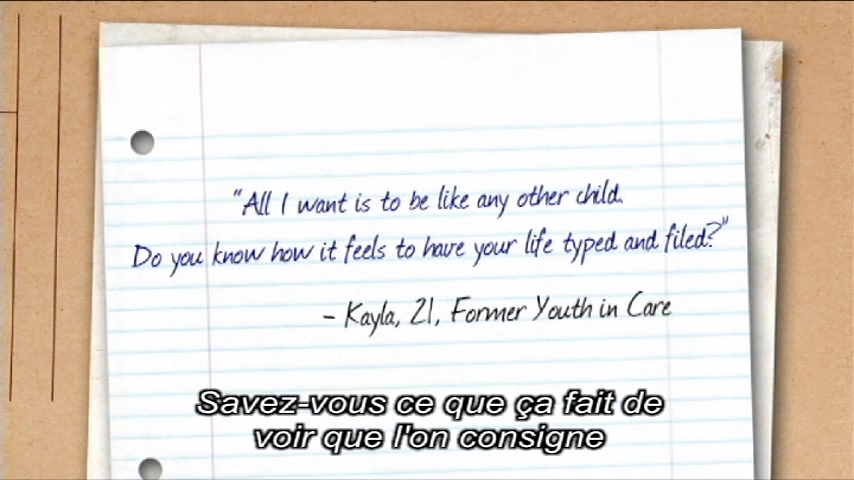 "All I want is to be like any other child.
Do you know how it feels to have your life typed and filed?"
- Kayla, 21, Former Youth in Care
Savez-vous ce que ça fait de
voir que l'on consigne